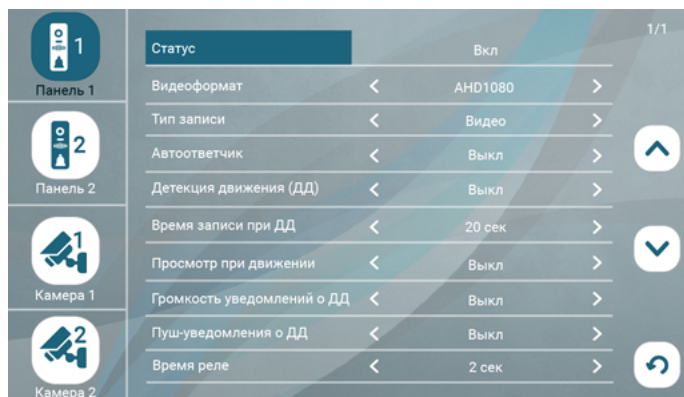 1
Панель 1
2
Панель 2
1
Камера 1
2
Камера 2
1/1
Статус Вкл
Видеоформат AHD1080
Тип записи Видео
Автоответчик Выкл
Детекция движения (ДД) Выкл
Время записи при ДД 20 сек
Просмотр при движении Выкл
Громкость уведомлений о ДД Выкл
Пуш-уведомления о ДД Выкл
Время реле 2 сек